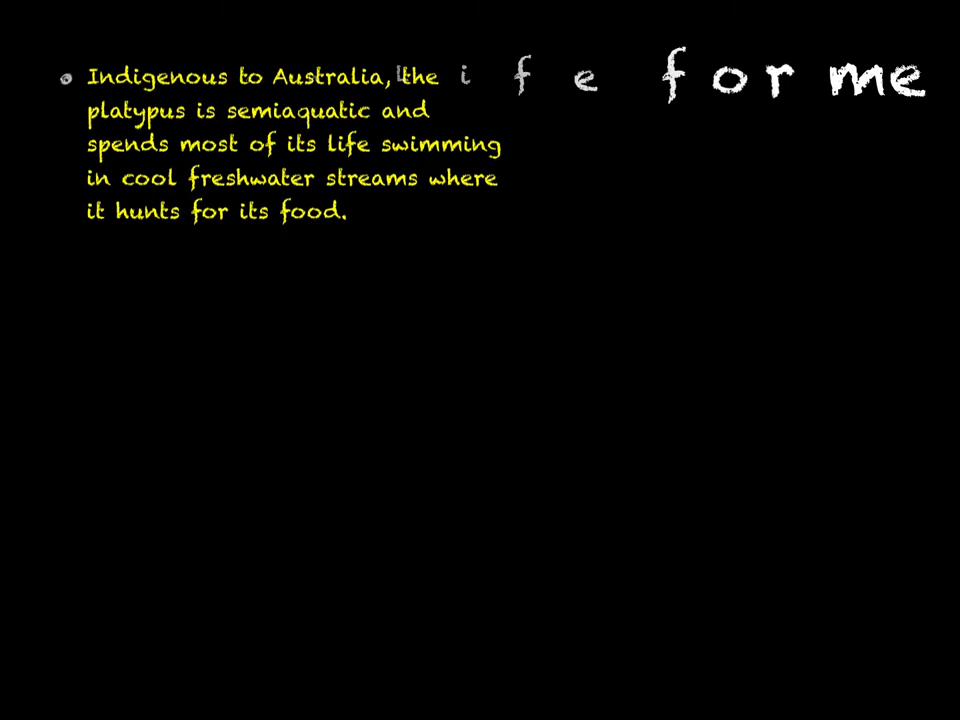 Life for me
Indigenous to Australia, the
platypus is semiaquatic and
spends most of its life swimming
in cool freshwater streams where
it hunts for its food.